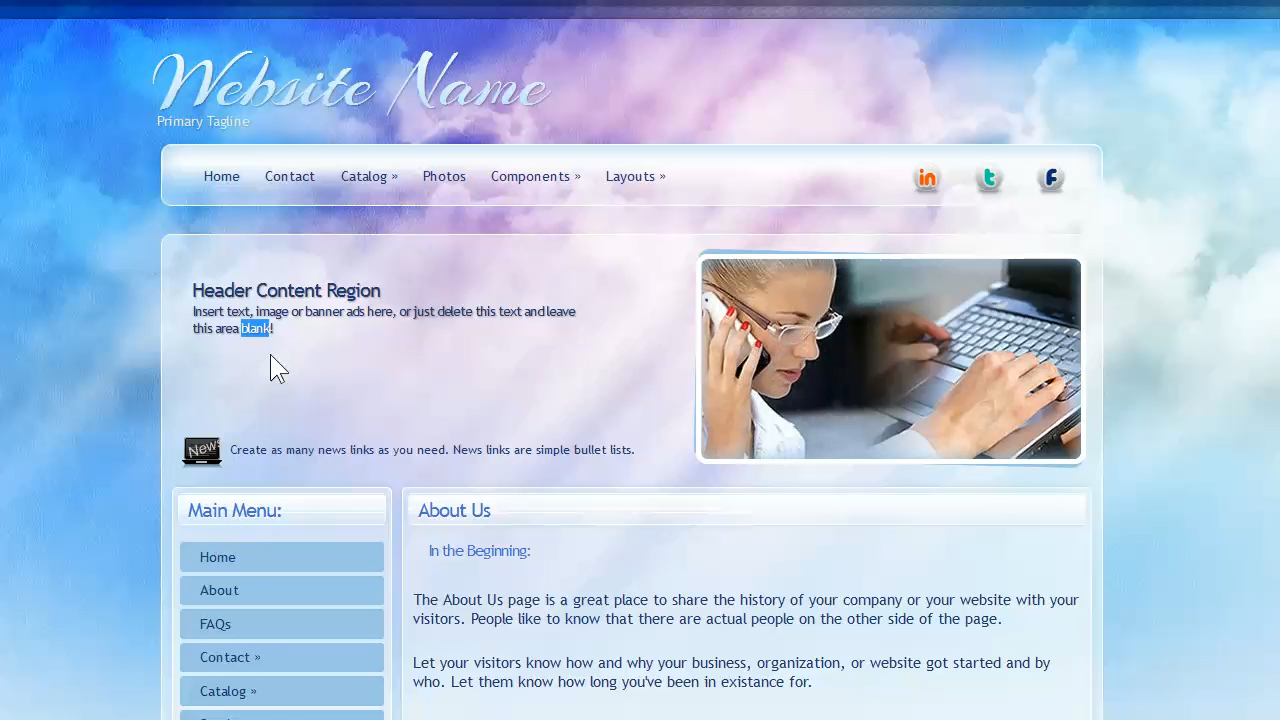 Website Name
Primary Tagline
Home Contact Catalog » Photos Components » Layouts »
in t f
Header Content Region
Insert text, image or banner ads here, or just delete this text and leave
this area blank!
News
Create as many news links as you need. News links are simple bullet lists.
Main Menu:
Home
About
FAQs
Contact »
Catalog »
About Us
In the Beginning:
The About Us page is a great place to share the history of your company or your website with your
visitors. People like to know that there are actual people on the other side of the page.
Let your visitors know how and why your business, organization, or website got started and by
who. Let them know how long you've been in existance for.